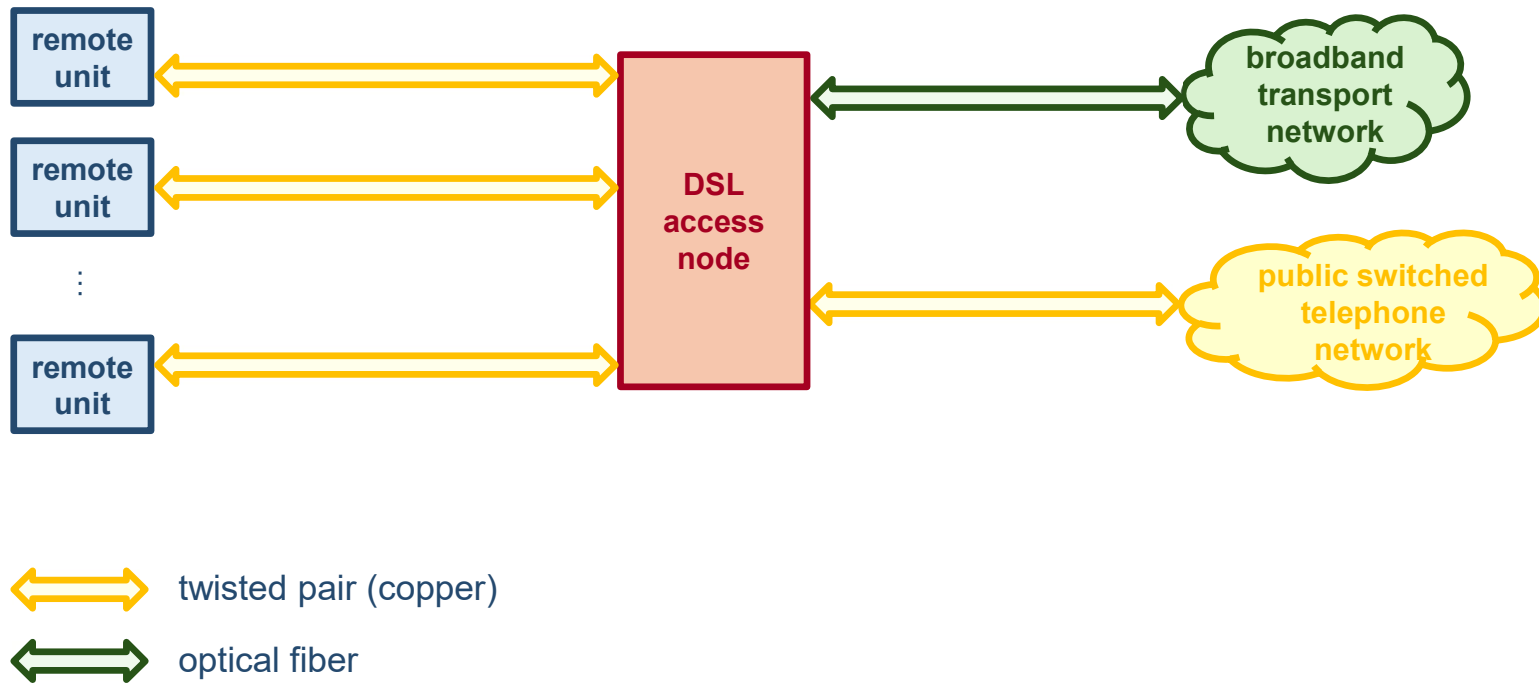 remote
unit
remote
unit
⋮
remote
unit
DSL
access
node
broadband
transport
network
public switched
telephone
network
twisted pair (copper)
optical fiber